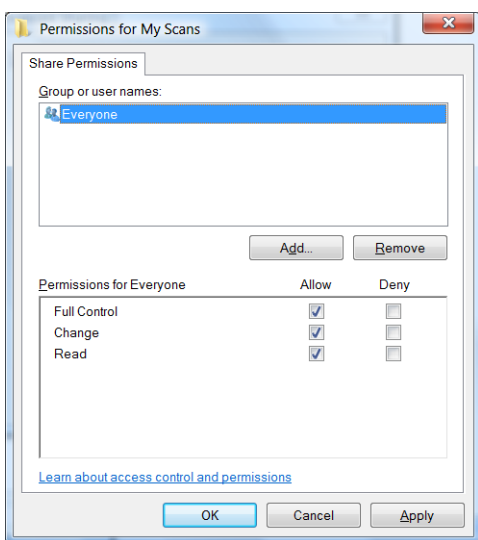 Permissions for My Scans
Share Permissions
Group or user names:
Everyone
Add... Remove
Permissions for Everyone Allow Deny
Full Control
Change
Read
Learn about access control and permissions
OK Cancel Apply